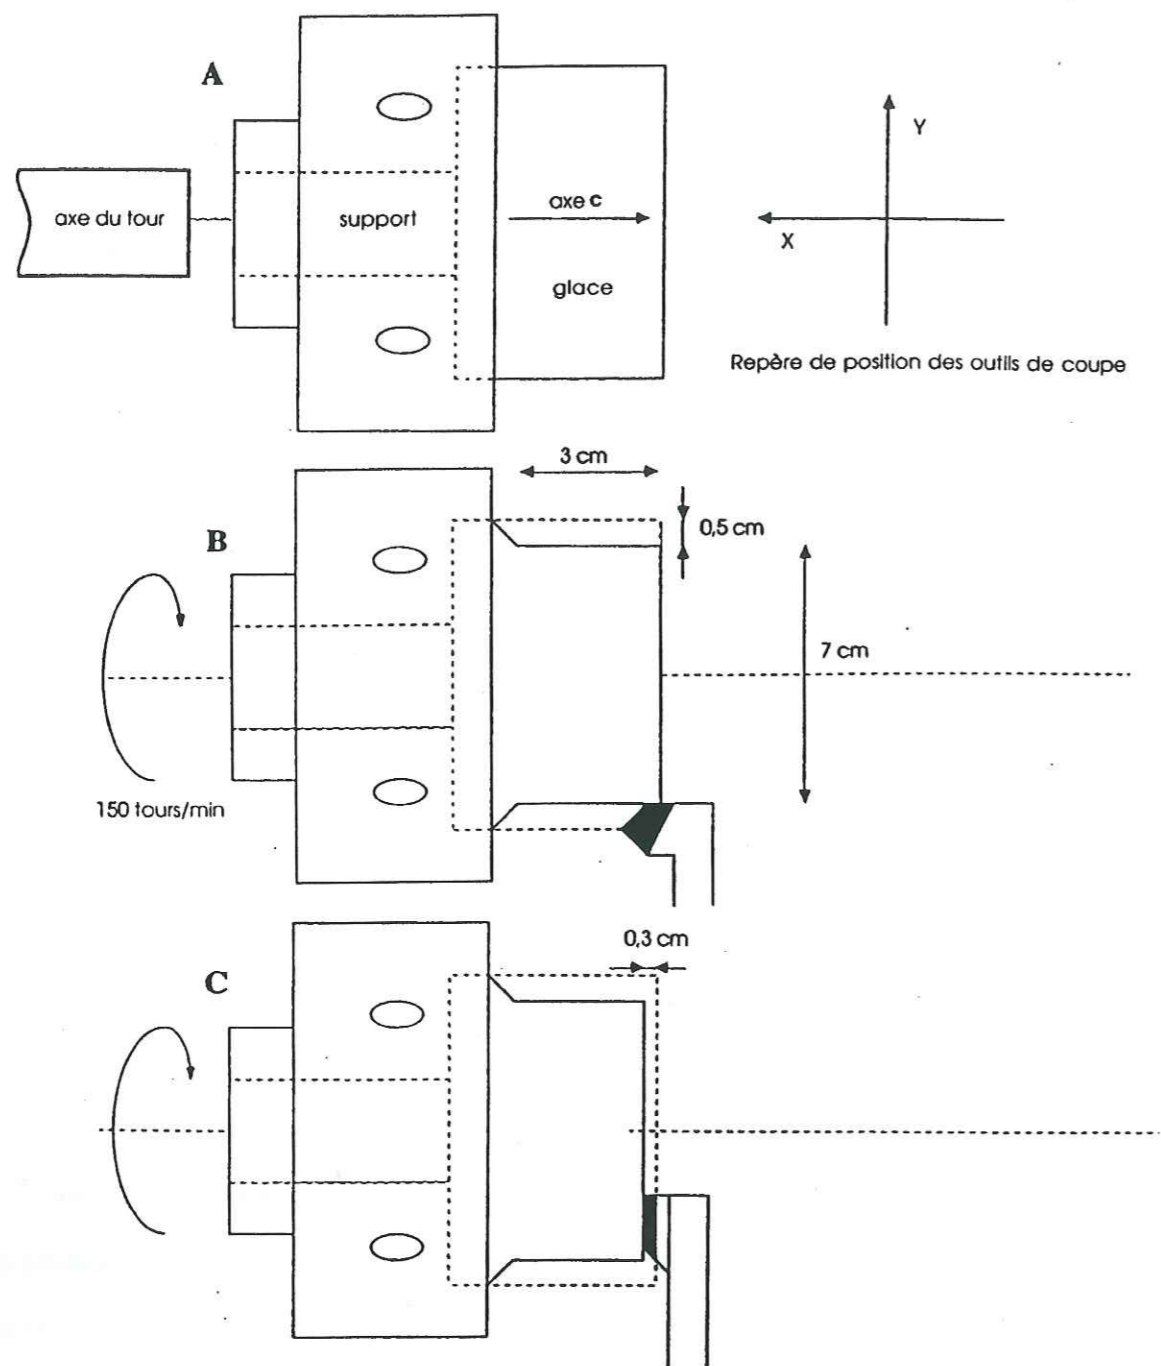 A
Y
axe du tour
support
axe c
X
glace
Repère de position des outils de coupe
3 cm
0,5 cm
B
7 cm
150 tours/min
0,3 cm
C